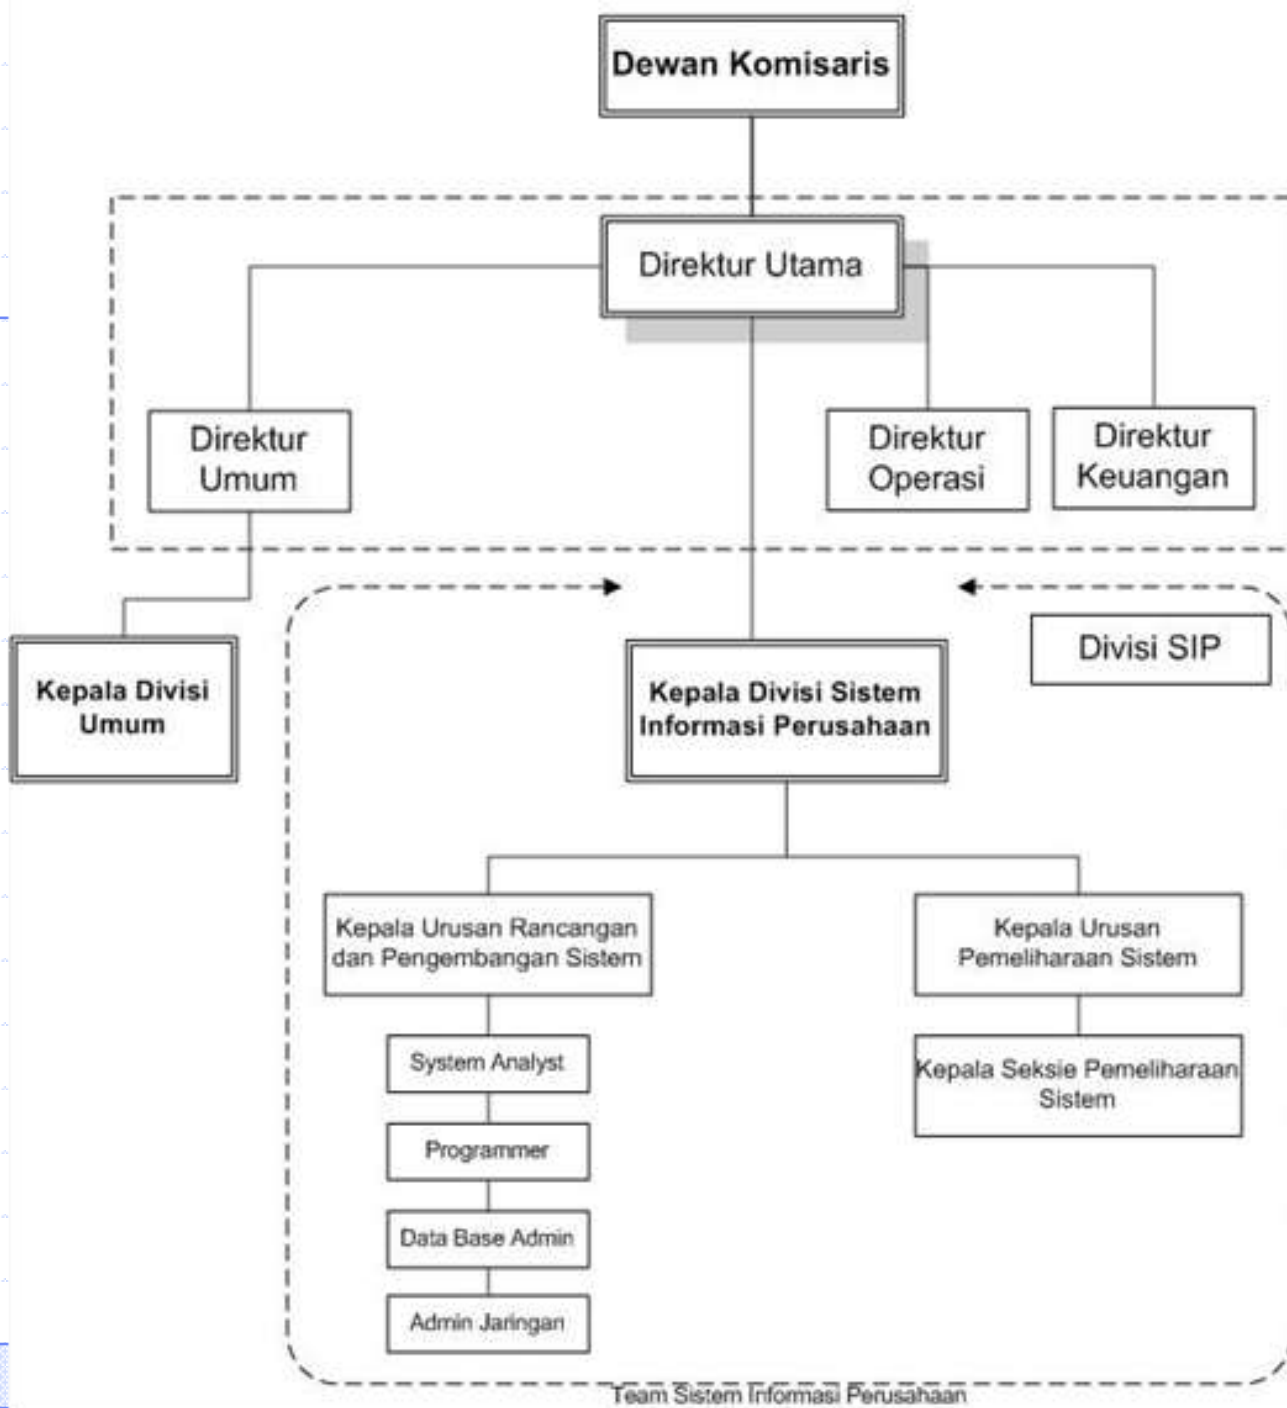 Dewan Komisaris
Direktur Utama
Direktur
Umum
Direktur
Operasi
Direktur
Keuangan
Divisi SIP
Kepala Divisi
Umum
Kepala Divisi Sistem
Informasi Perusahaan
Kepala Urusan Rancangan
dan Pengembangan Sistem
Kepala Urusan
Pemeliharaan Sistem
System Analyst
Kepala Seksie Pemeliharaan
Sistem
Programmer
Data Base Admin
Admin Jaringan
Team Sistem Informasi Perusahaan